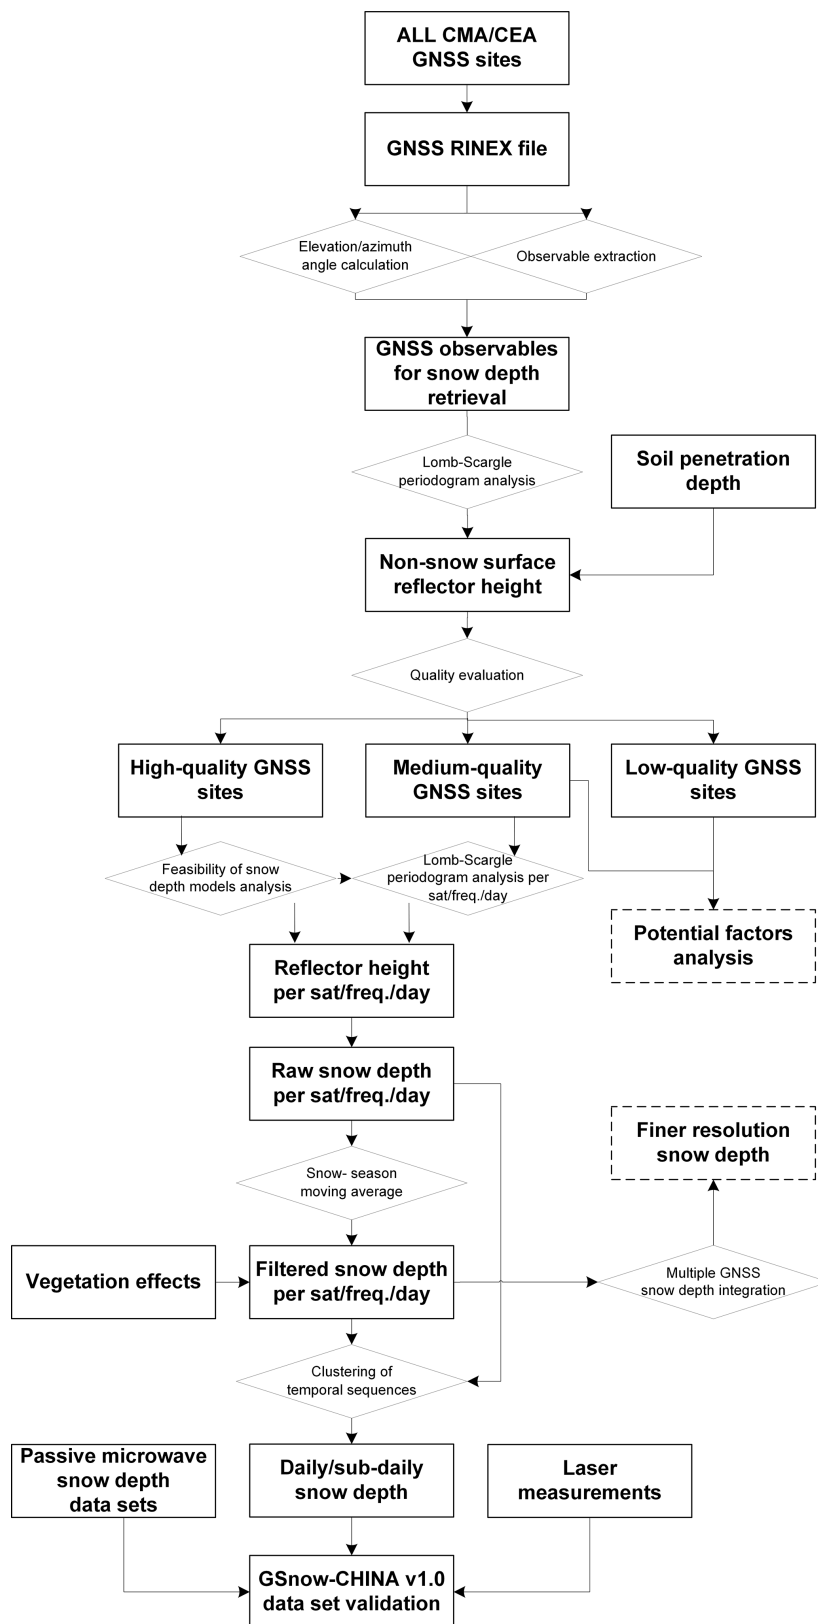 ALL CMA/CEA
GNSS sites
GNSS RINEX file
Elevation/azimuth
angle calculation
Observable extraction
GNSS observables
for snow depth
retrieval
Lomb-Scargle
periodogram analysis
Soil penetration
depth
Non-snow surface
reflector height
Quality evaluation
High-quality GNSS
sites
Medium-quality
GNSS sites
Low-quality GNSS
sites
Feasibility of snow
depth models analysis
Lomb-Scargle
periodogram analysis per
sat/freq./day
Potential factors
analysis
Reflector height
per sat/freq./day
Raw snow depth
per sat/freq./day
Finer resolution
snow depth
Snow- season
moving average
Vegetation effects
Filtered snow depth
per sat/freq./day
Multiple GNSS
snow depth integration
Clustering of
temporal sequences
Passive microwave
snow depth
data sets
Daily/sub-daily
snow depth
Laser
measurements
GSnow-CHINA v1.0
data set validation